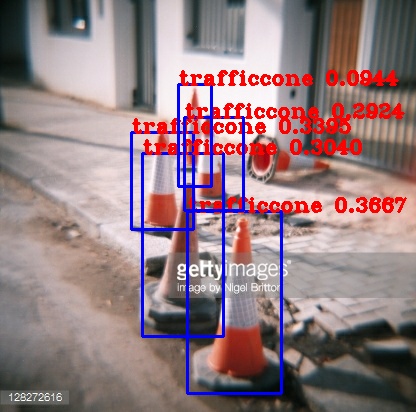 trafficcone 0.0944
trafficcone 0.2924
trafficcone 0.3395
trafficcone 0.3040
trafficcone 0.3667
gettyimages
image by Nigel Britton
128272616